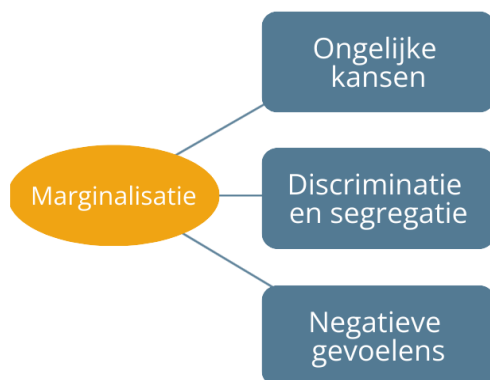 Ongelijke
kansen
Marginalisatie
Discriminatie
en segregatie
Negatieve
gevoelens